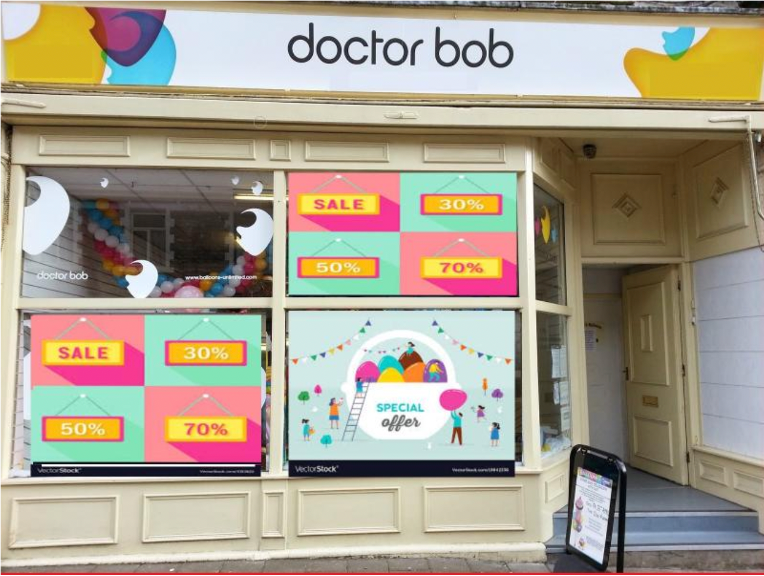 doctor bob
SALE
30%
50%
70%
doctor bob
www.balloons-unlimited.com
SALE
30%
50%
70%
SPECIAL
offer
VectorStock
VectorStock